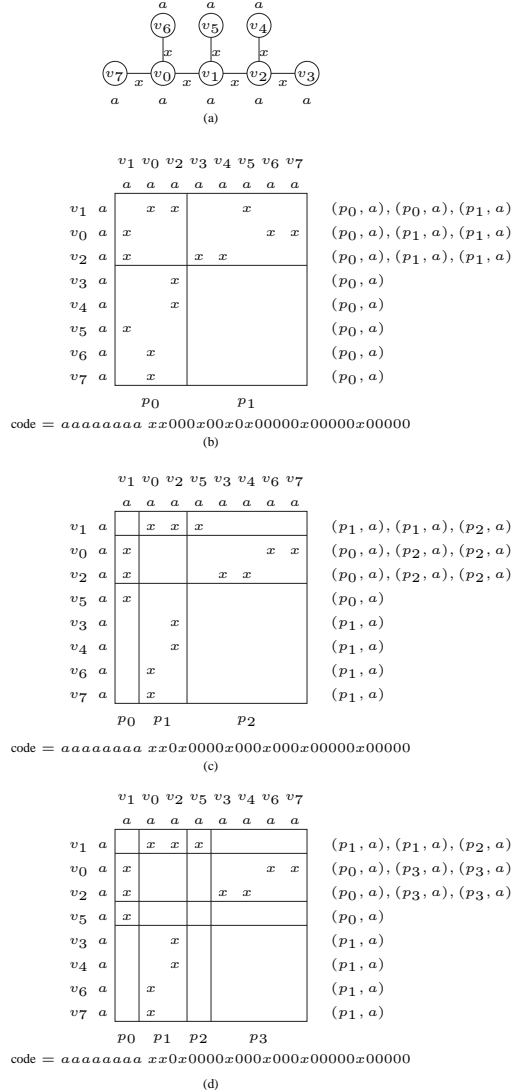 a a a
v6 v5 v4
x x x
v7 v0 v1 v2 v3
x x x x
a a a a a
(a)
v1 v0 v2 v3 v4 v5 v6 v7
a a a a a a a a
v1 a x x x (p0, a), (p0, a), (p1, a)
v0 a x x x (p0, a), (p1, a), (p1, a)
v2 a x x x (p0, a), (p1, a), (p1, a)
v3 a x (p0, a)
v4 a x (p0, a)
v5 a x (p0, a)
v6 a x (p0, a)
v7 a x (p0, a)
p0 p1
code = aaaaaaaa xx000x00x0x00000x00000x00000
(b)
v1 v0 v2 v5 v3 v4 v6 v7
a a a a a a a a
v1 a x x x (p1, a), (p1, a), (p2, a)
v0 a x x x (p0, a), (p2, a), (p2, a)
v2 a x x x (p0, a), (p2, a), (p2, a)
v5 a x (p0, a)
v3 a x (p1, a)
v4 a x (p1, a)
v6 a x (p1, a)
v7 a x (p1, a)
p0 p1 p2
code = aaaaaaaa xx0x0000x000x000x00000x00000
(c)
v1 v0 v2 v5 v3 v4 v6 v7
a a a a a a a a
v1 a x x x (p1, a), (p1, a), (p2, a)
v0 a x x x (p0, a), (p3, a), (p3, a)
v2 a x x x (p0, a), (p3, a), (p3, a)
v5 a x (p0, a)
v3 a x (p1, a)
v4 a x (p1, a)
v6 a x (p1, a)
v7 a x (p1, a)
p0 p1 p2 p3
code = aaaaaaaa xx0x0000x000x000x00000x00000
(d)